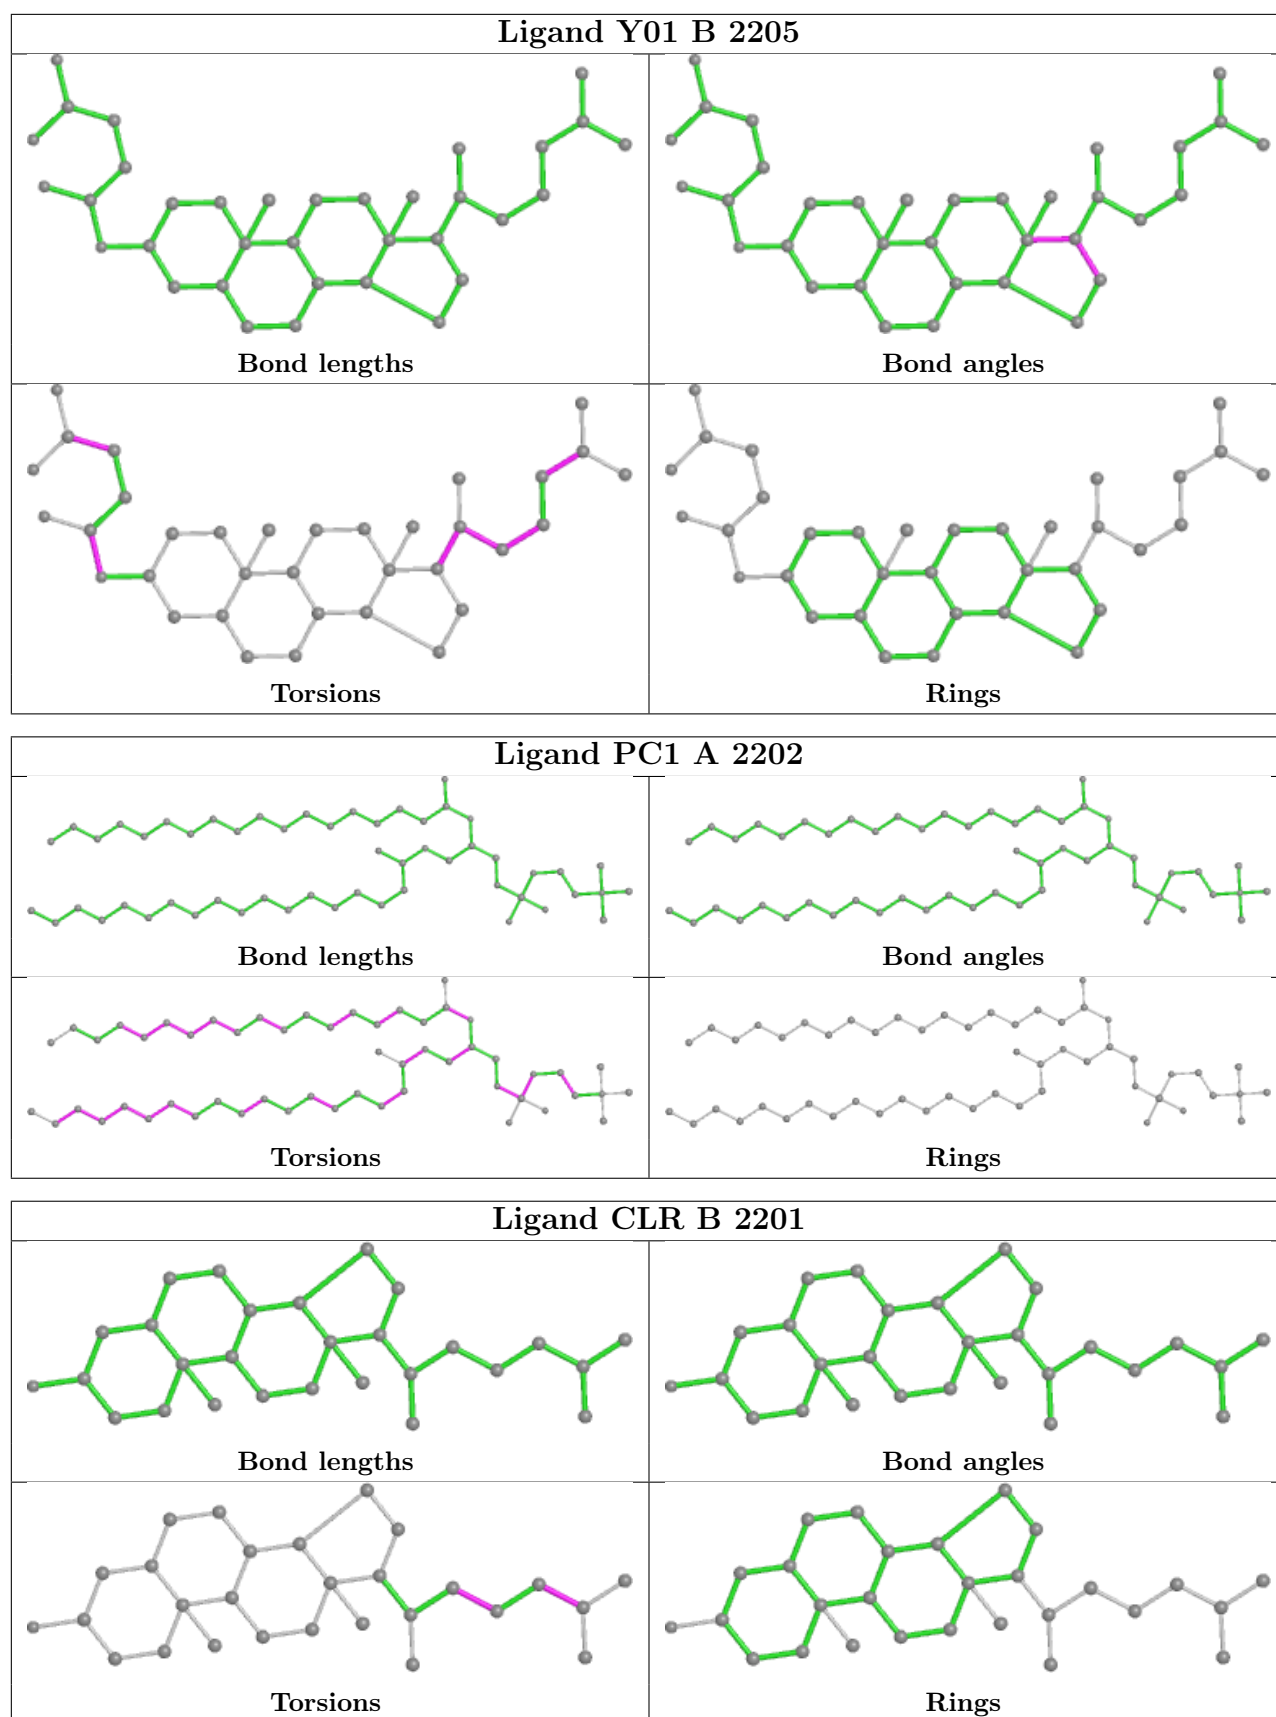 Ligand Y01 B 2205
Bond lengths
Bond angles
Torsions
Rings
Ligand PC1 A 2202
Bond lengths
Bond angles
Torsions
Rings
Ligand CLR B 2201
Bond lengths
Bond angles
Torsions
Rings